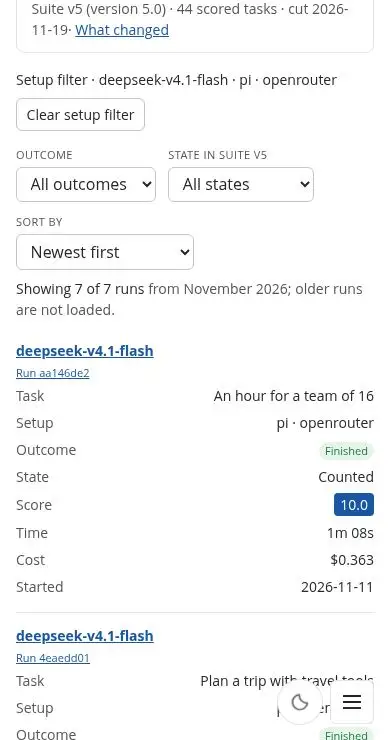 Suite v5 (version 5.0) · 44 scored tasks · cut 2026-
11-19· What changed
Setup filter · deepseek-v4.1-flash · pi · openrouter
Clear setup filter
OUTCOME
STATE IN SUITE V5
All outcomes
All states
SORT BY
Newest first
Showing 7 of 7 runs from November 2026; older runs
are not loaded.
deepseek-v4.1-flash
Run aa146de2
Task An hour for a team of 16
Setup pi · openrouter
Outcome Finished
State Counted
Score 10.0
Time 1m 08s
Cost $0.363
Started 2026-11-11
deepseek-v4.1-flash
Run 4eaedd01
Task Plan a trip with travel tools
Setup
Outcome Finished